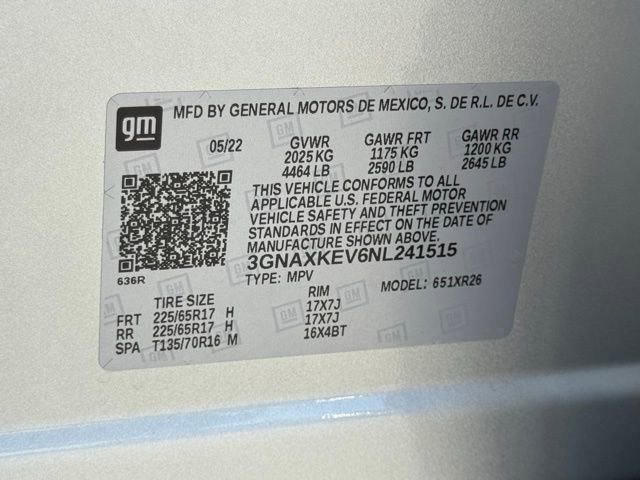 gm
MFD BY GENERAL MOTORS DE MEXICO, S. DE R.L. DE C.V.
05/22 GVWR GAWR FRT GAWR RR
2025 KG 1175 KG 1200 KG
4464 LB 2590 LB 2645 LB
THIS VEHICLE CONFORMS TO ALL
APPLICABLE U.S. FEDERAL MOTOR
VEHICLE SAFETY AND THEFT PREVENTION
STANDARDS IN EFFECT ON THE DATE OF
MANUFACTURE SHOWN ABOVE.
3GNAXKEV6NL241515
636R TYPE: MPV MODEL: 651XR26
TIRE SIZE RIM
FRT 225/65R17 H 17X7J
RR 225/65R17 H 17X7J
SPA T135/70R16 M 16X4BT